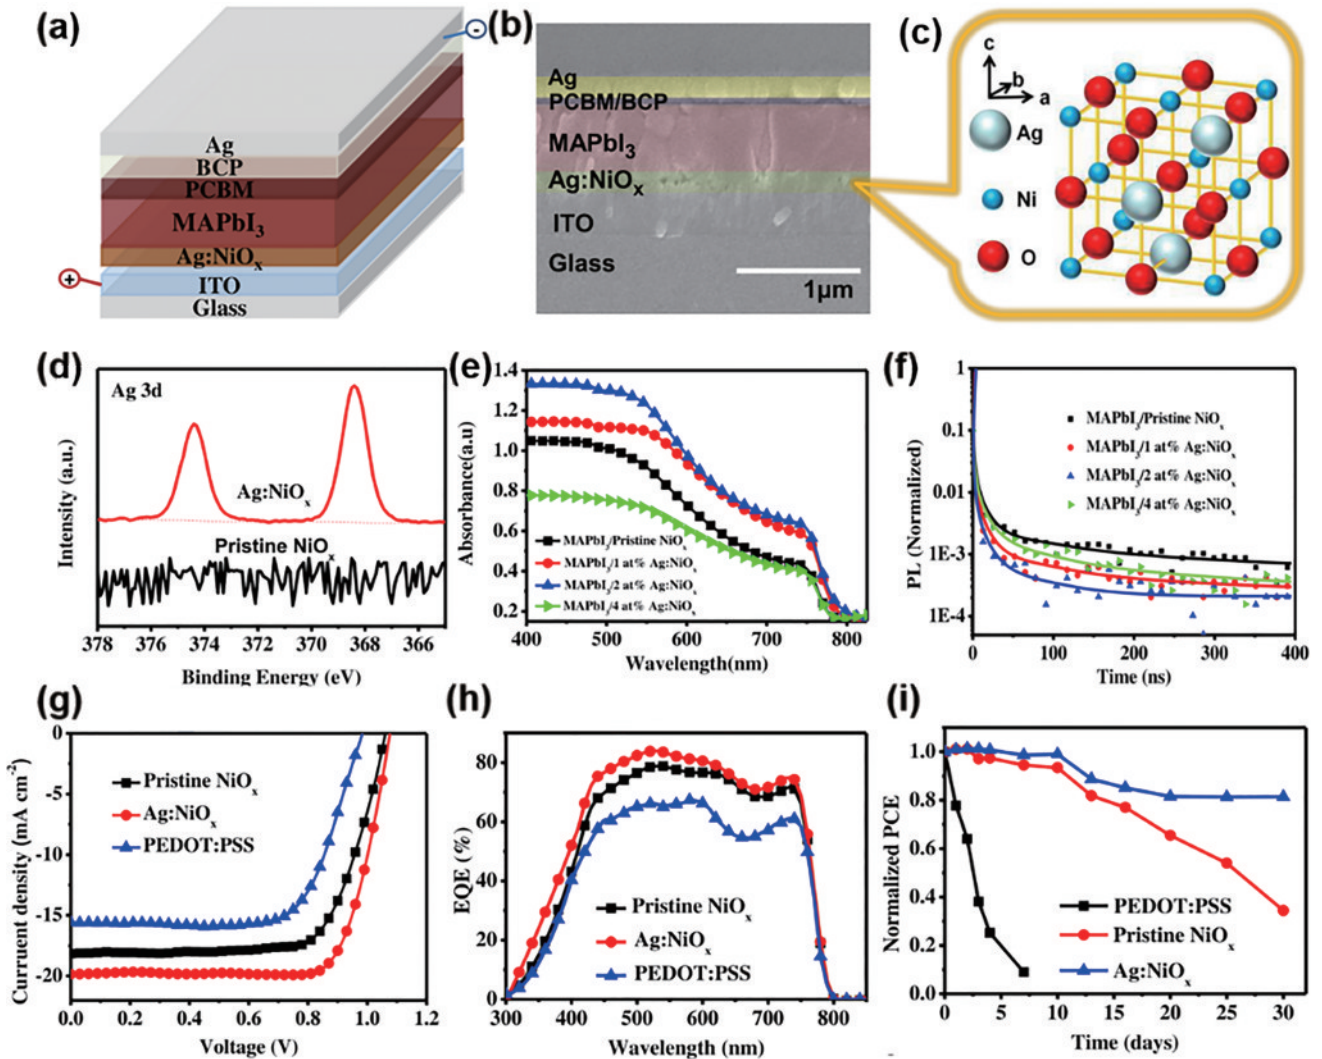 (a)
-
Ag
BCP
PCBM
MAPbI₃
Ag:NiOₓ
+
ITO
Glass
(b)
Ag
PCBM/BCP
MAPbI₃
Ag:NiOₓ
ITO
Glass
1μm
(c)
c
b
a
Ag
Ni
O
(d)
Ag 3d
Ag:NiOₓ
Pristine NiOₓ
Intensity (a.u.)
378 376 374 372 370 368 366
Binding Energy (eV)
(e)
1.4
1.2
1.0
0.8
0.6
0.4
0.2
Absorbance(a.u)
MAPbI₃/Pristine NiOₓ
MAPbI₃/1 at% Ag:NiOₓ
MAPbI₃/2 at% Ag:NiOₓ
MAPbI₃/4 at% Ag:NiOₓ
400 500 600 700 800
Wavelength(nm)
(f)
1
0.1
0.01
1E-3
1E-4
PL (Normalized)
MAPbI₃/Pristine NiOₓ
MAPbI₃/1 at% Ag:NiOₓ
MAPbI₃/2 at% Ag:NiOₓ
MAPbI₃/4 at% Ag:NiOₓ
0 100 200 300 400
Time (ns)
(g)
0
-5
-10
-15
-20
Curruent density (mA cm⁻²)
Pristine NiOₓ
Ag:NiOₓ
PEDOT:PSS
0.0 0.2 0.4 0.6 0.8 1.0 1.2
Voltage (V)
(h)
80
60
40
20
0
EQE (%)
Pristine NiOₓ
Ag:NiOₓ
PEDOT:PSS
300 400 500 600 700 800
Wavelength (nm)
(i)
1.0
0.8
0.6
0.4
0.2
0.0
Normalized PCE
PEDOT:PSS
Pristine NiOₓ
Ag:NiOₓ
0 5 10 15 20 25 30
Time (days)